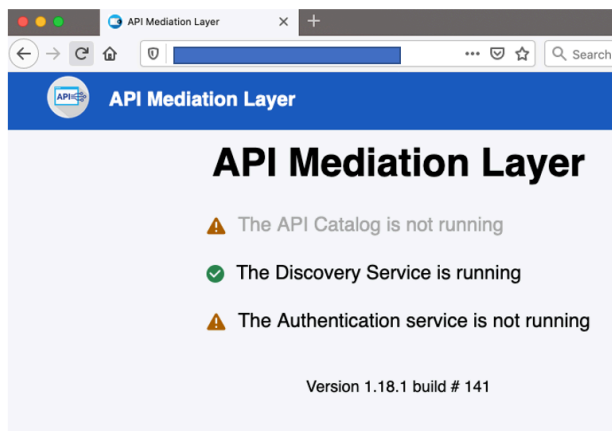 API Mediation Layer
Search
API
API Mediation Layer
API Mediation Layer
The API Catalog is not running
The Discovery Service is running
The Authentication service is not running
Version 1.18.1 build # 141